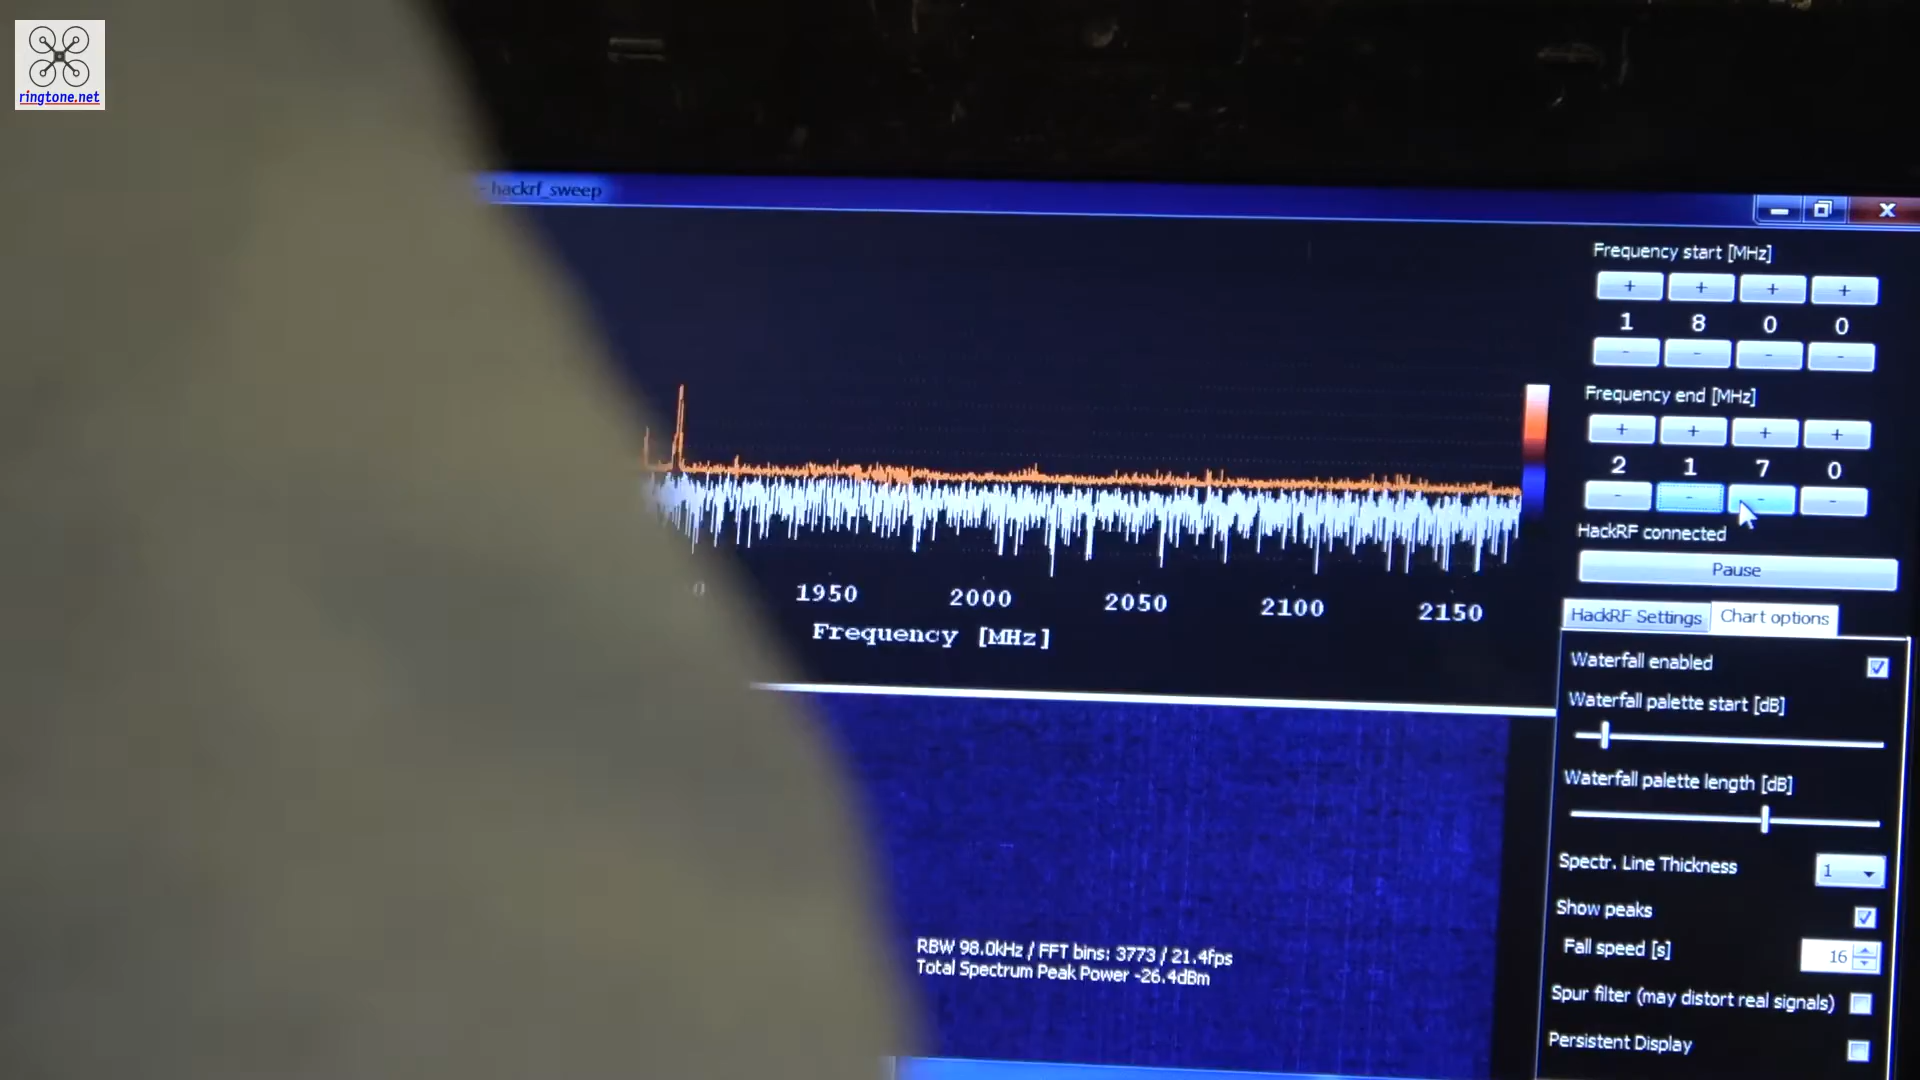 ringtone.net
- hackrf_sweep
Frequency start [MHz]
+ + + +
1 8 0 0
- - - -
Frequency end [MHz]
+ + + +
2 1 7 0
- - - -
HackRF connected
Pause
HackRF Settings Chart options
Waterfall enabled
Waterfall palette start [dB]
Waterfall palette length [dB]
Spectr. Line Thickness 1
Show peaks
Fall speed [s] 16
Spur filter (may distort real signals)
Persistent Display
0 1950 2000 2050 2100 2150
Frequency [MHz]
RBW 98.0kHz / FFT bins: 3773 / 21.4fps
Total Spectrum Peak Power -26.4dBm